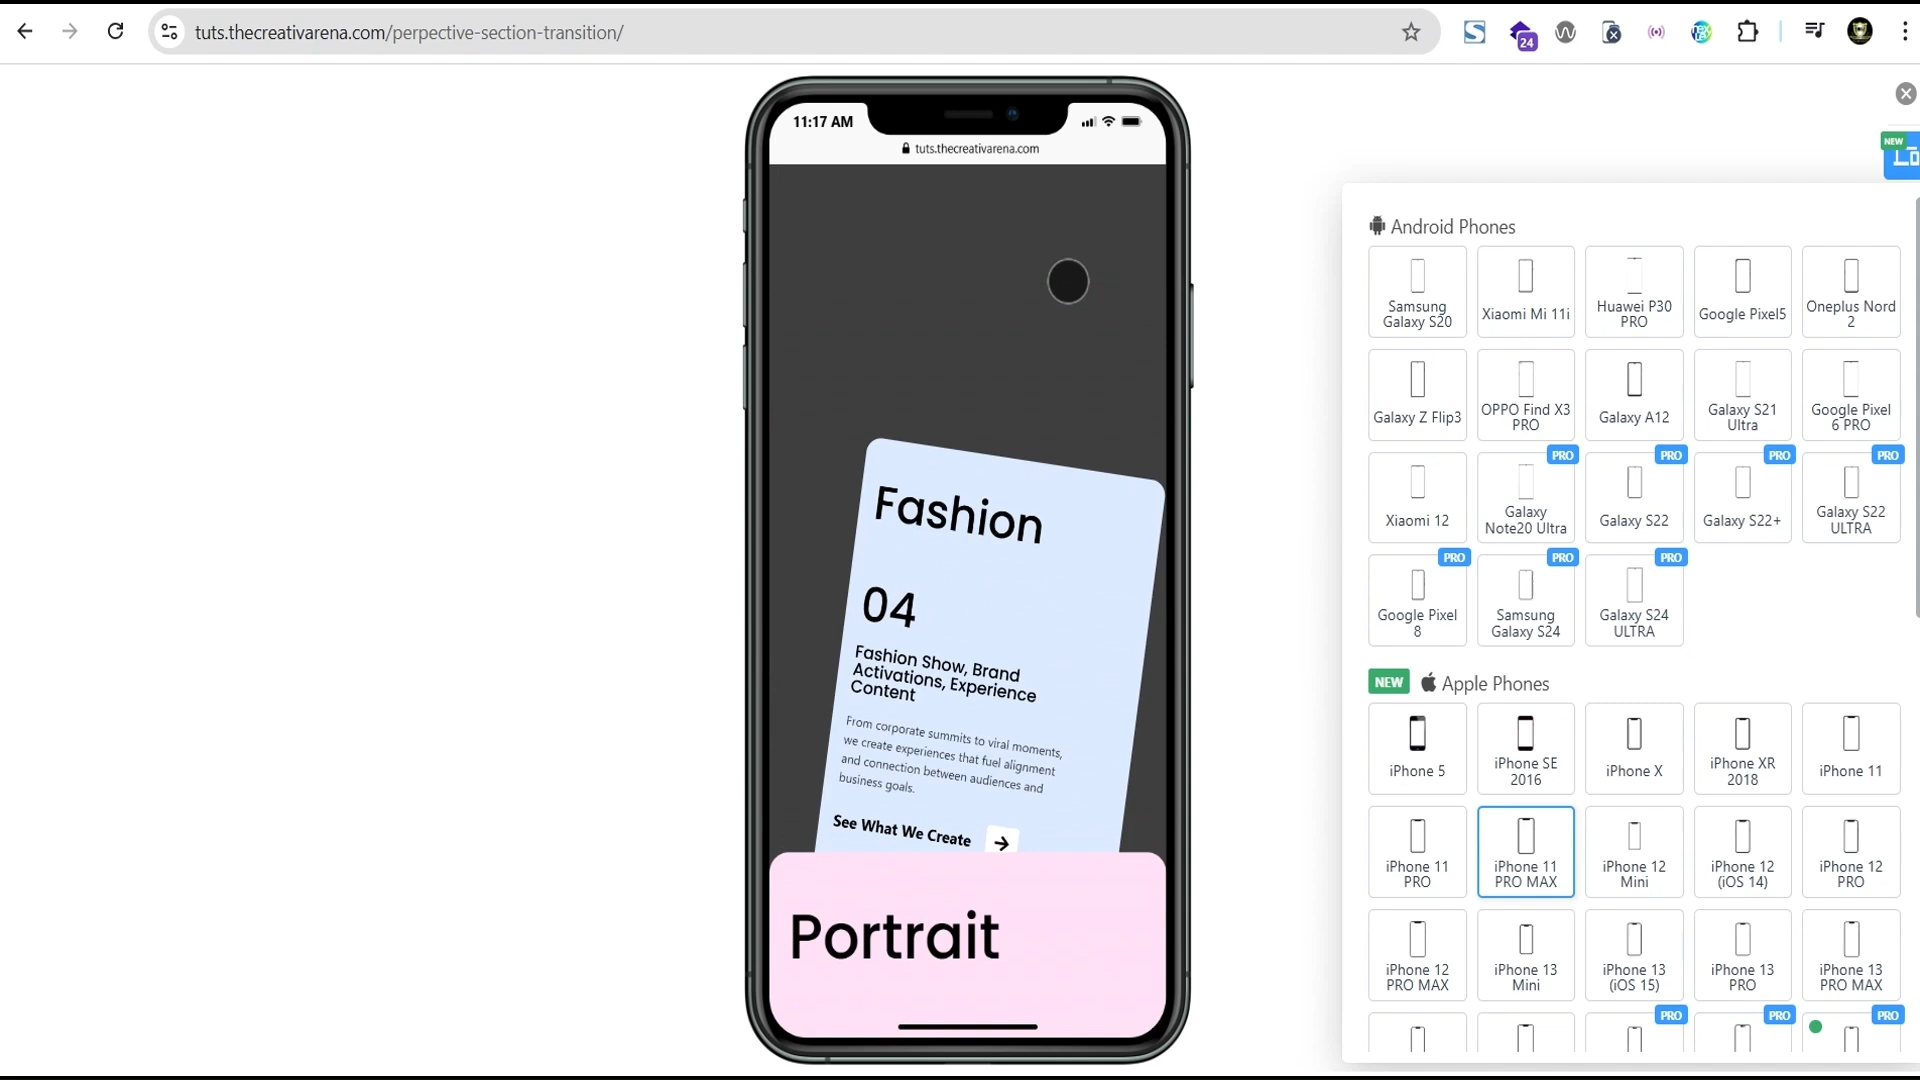 tuts.thecreativarena.com/perpective-section-transition/
24
11:17 AM
tuts.thecreativarena.com
NEW
Fashion
04
Fashion Show, Brand
Activations, Experience
Content
From corporate summits to viral moments,
we create experiences that fuel alignment
and connection between audiences and
business goals.
See What We Create
Portrait
Android Phones
Samsung
Galaxy S20
Xiaomi Mi 11i
Huawei P30
PRO
Google Pixel5
Oneplus Nord
2
Galaxy Z Flip3
OPPO Find X3
PRO
Galaxy A12
Galaxy S21
Ultra
Google Pixel
6 PRO
Xiaomi 12
PRO
Galaxy
Note20 Ultra
PRO
Galaxy S22
PRO
Galaxy S22+
PRO
Galaxy S22
ULTRA
PRO
Google Pixel
8
PRO
Samsung
Galaxy S24
PRO
Galaxy S24
ULTRA
NEW
Apple Phones
iPhone 5
iPhone SE
2016
iPhone X
iPhone XR
2018
iPhone 11
iPhone 11
PRO
iPhone 11
PRO MAX
iPhone 12
Mini
iPhone 12
(iOS 14)
iPhone 12
PRO
iPhone 12
PRO MAX
iPhone 13
Mini
iPhone 13
(iOS 15)
iPhone 13
PRO
iPhone 13
PRO MAX
PRO
PRO
PRO